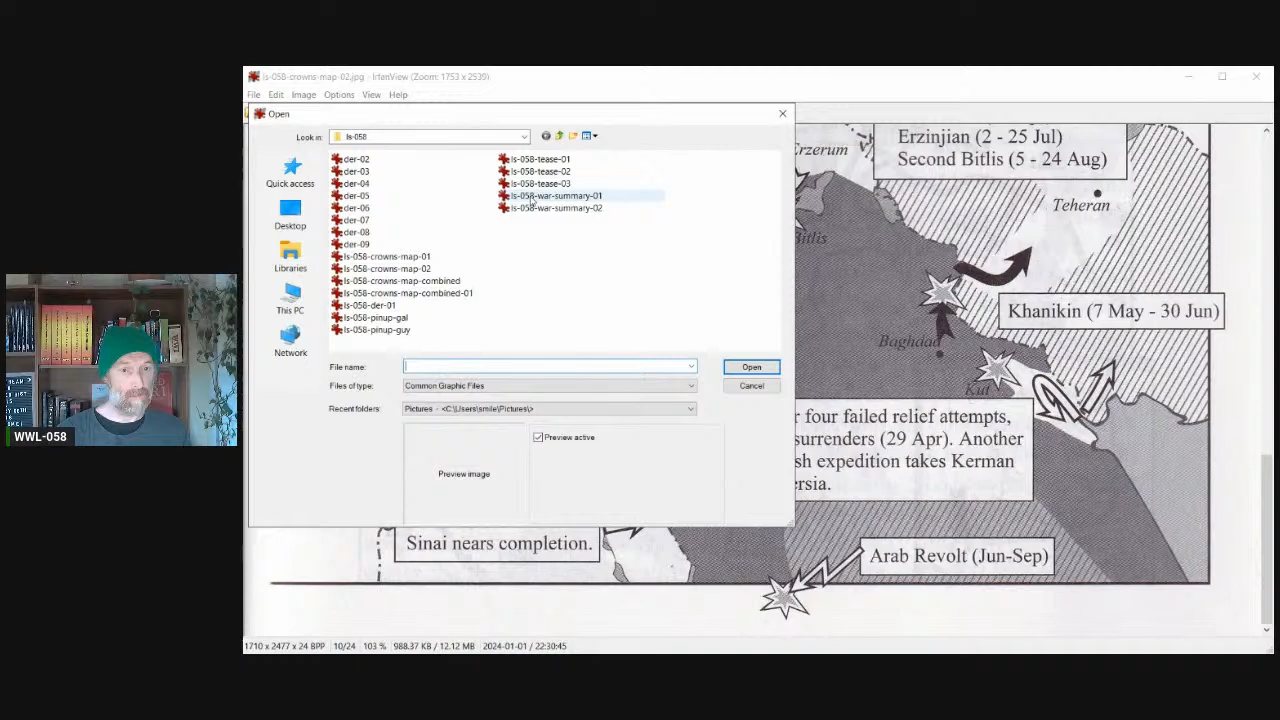 ls-058-crowns-map-02.jpg - IrfanView (Zoom: 1753 x 2539)
File Edit Image Options View Help
Open
Look in: ls-058
Quick access
Desktop
Libraries
This PC
Network
der-02
der-03
der-04
der-05
der-06
der-07
der-08
der-09
ls-058-crowns-map-01
ls-058-crowns-map-02
ls-058-crowns-map-combined
ls-058-crowns-map-combined-01
ls-058-der-01
ls-058-pinup-gal
ls-058-pinup-guy
ls-058-tease-01
ls-058-tease-02
ls-058-tease-03
ls-058-war-summary-01
ls-058-war-summary-02
File name:
Open
Files of type: Common Graphic Files
Cancel
Recent folders: Pictures - <C:\Users\smile\Pictures\>
Preview active
Preview image
Erzerum
Erzinjian (2 - 25 Jul)
Second Bitlis (5 - 24 Aug)
Teheran
Bitlis
Khanikin (7 May - 30 Jun)
Baghdad
Kut
four failed relief attempts,
surrenders (29 Apr). Another
expedition takes Kerman
Sinai nears completion.
Arab Revolt (Jun-Sep)
WWL-058
1710 x 2477 x 24 BPP 10/24 103 % 988.37 KB / 12.12 MB 2024-01-01 / 22:30:45